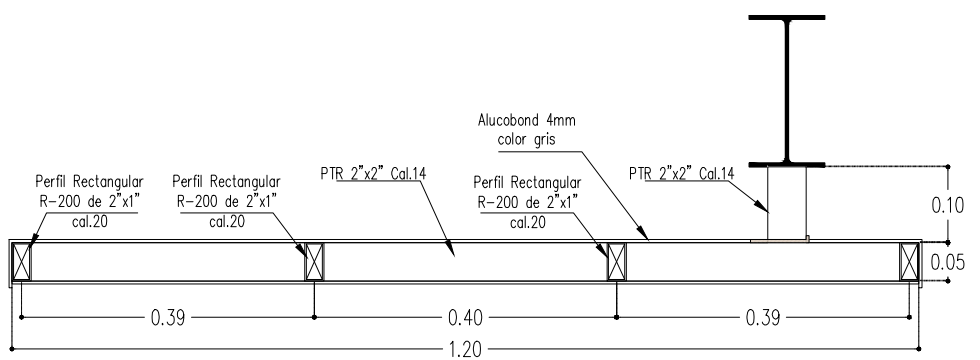 Alucobond 4mm
color gris
Perfil Rectangular
R-200 de 2"x1"
cal.20
Perfil Rectangular
R-200 de 2"x1"
cal.20
PTR 2"x2" Cal.14
Perfil Rectangular
R-200 de 2"x1"
cal.20
PTR 2"x2" Cal.14
0.10
0.05
0.39
0.40
0.39
1.20